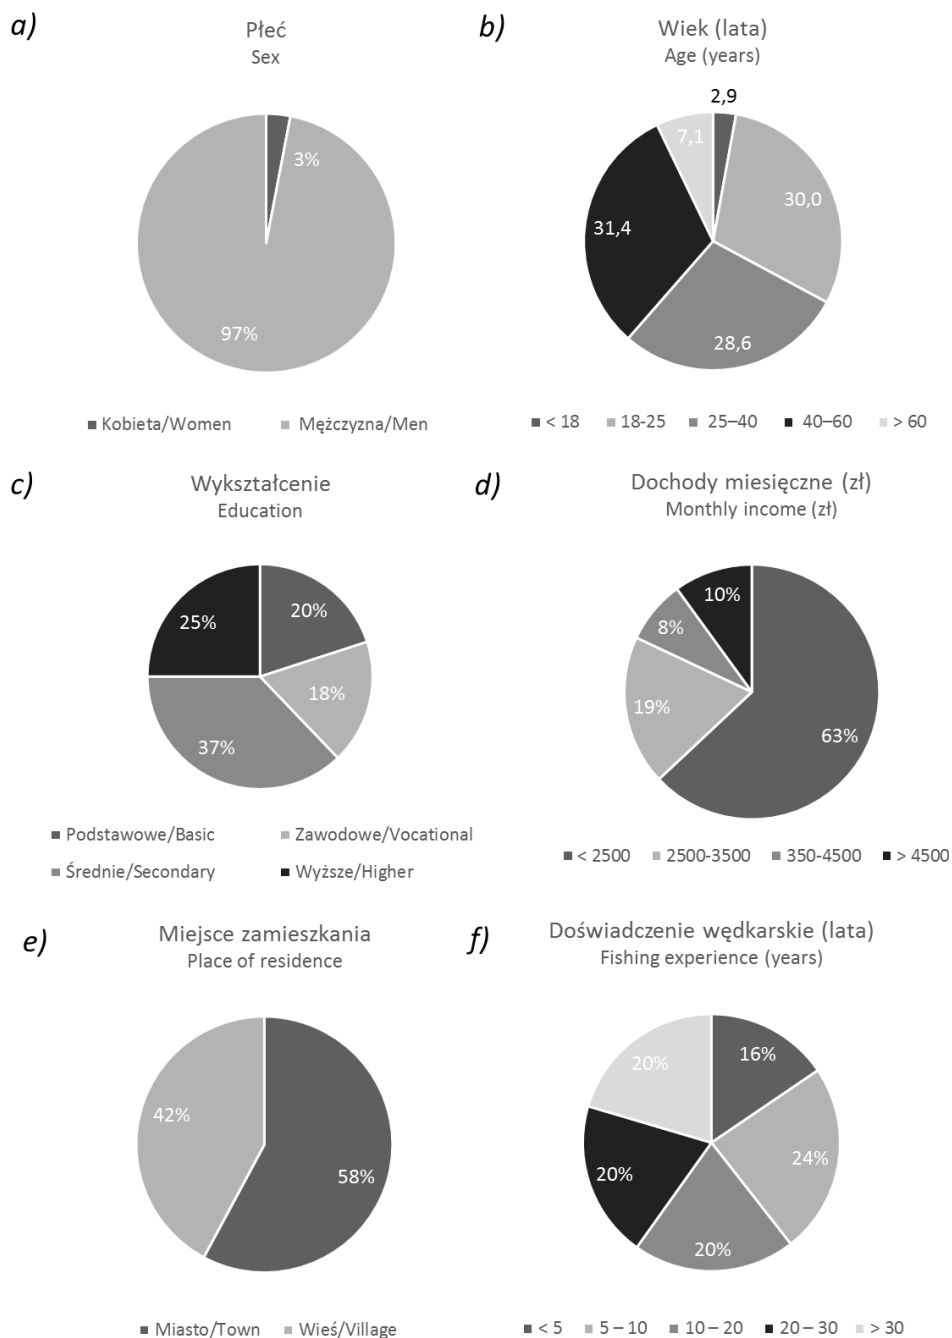 a)
Płeć
Sex
3%
97%
Kobieta/Women Mężczyzna/Men
b)
Wiek (lata)
Age (years)
2,9
7,1
30,0
31,4
28,6
< 18 18-25 25–40 40–60 > 60
c)
Wykształcenie
Education
25% 20%
18%
37%
Podstawowe/Basic Zawodowe/Vocational
Średnie/Secondary Wyższe/Higher
d)
Dochody miesięczne (zł)
Monthly income (zł)
10%
8%
19%
63%
< 2500 2500-3500 350-4500 > 4500
e)
Miejsce zamieszkania
Place of residence
42%
58%
Miasto/Town Wieś/Village
f)
Doświadczenie wędkarskie (lata)
Fishing experience (years)
16%
20%
24%
20%
20%
< 5 5 – 10 10 – 20 20 – 30 > 30